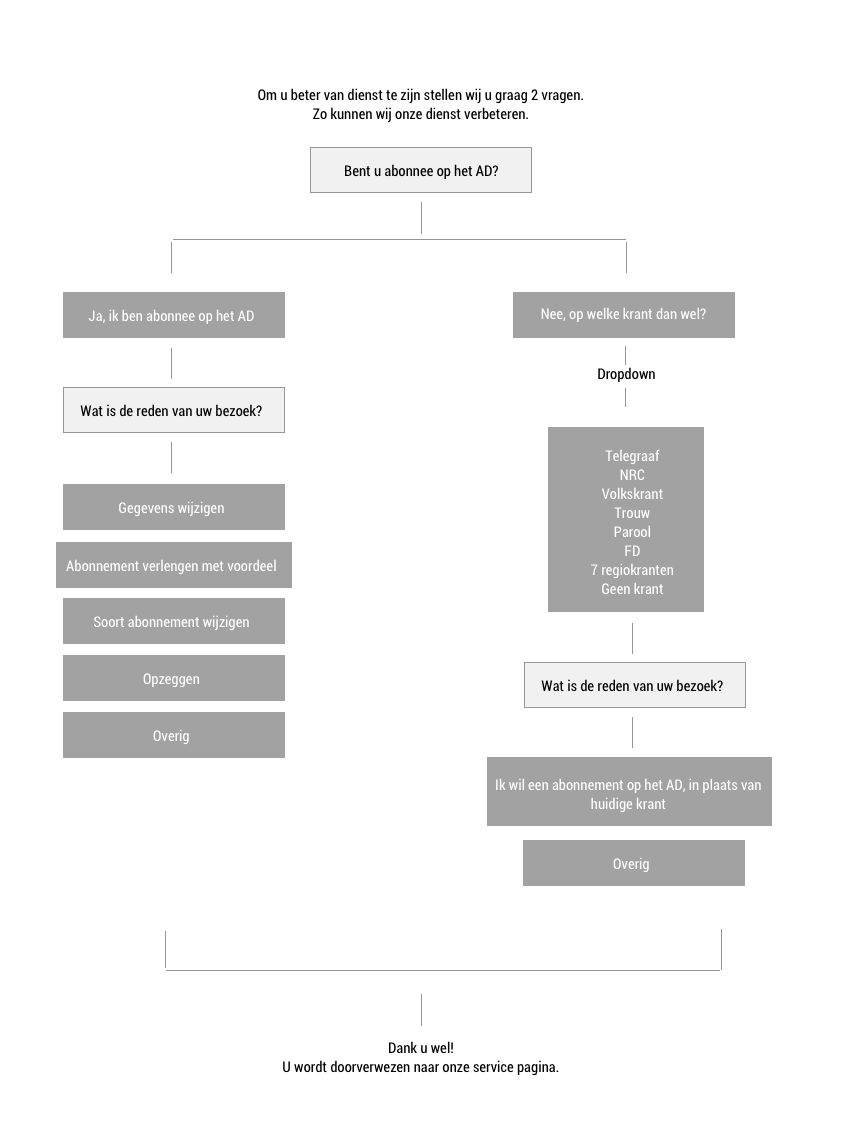 Om u beter van dienst te zijn stellen wij u graag 2 vragen.
Zo kunnen wij onze dienst verbeteren.
Bent u abonnee op het AD?
Ja, ik ben abonnee op het AD
Wat is de reden van uw bezoek?
Gegevens wijzigen
Abonnement verlengen met voordeel
Soort abonnement wijzigen
Opzeggen
Overig
Nee, op welke krant dan wel?
Dropdown
Telegraaf
NRC
Volkskrant
Trouw
Parool
FD
7 regiokranten
Geen krant
Wat is de reden van uw bezoek?
Ik wil een abonnement op het AD, in plaats van
huidige krant
Overig
Dank u wel!
U wordt doorverwezen naar onze service pagina.